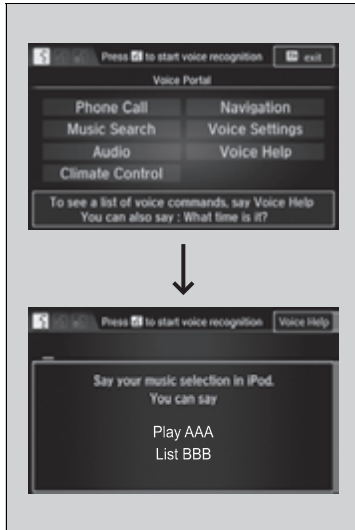 Press to start voice recognition exit
Voice Portal
Phone Call Navigation
Music Search Voice Settings
Audio Voice Help
Climate Control
To see a list of voice commands, say Voice Help
You can also say : What time is it?
Press to start voice recognition Voice Help
Say your music selection in iPod.
You can say
Play AAA
List BBB